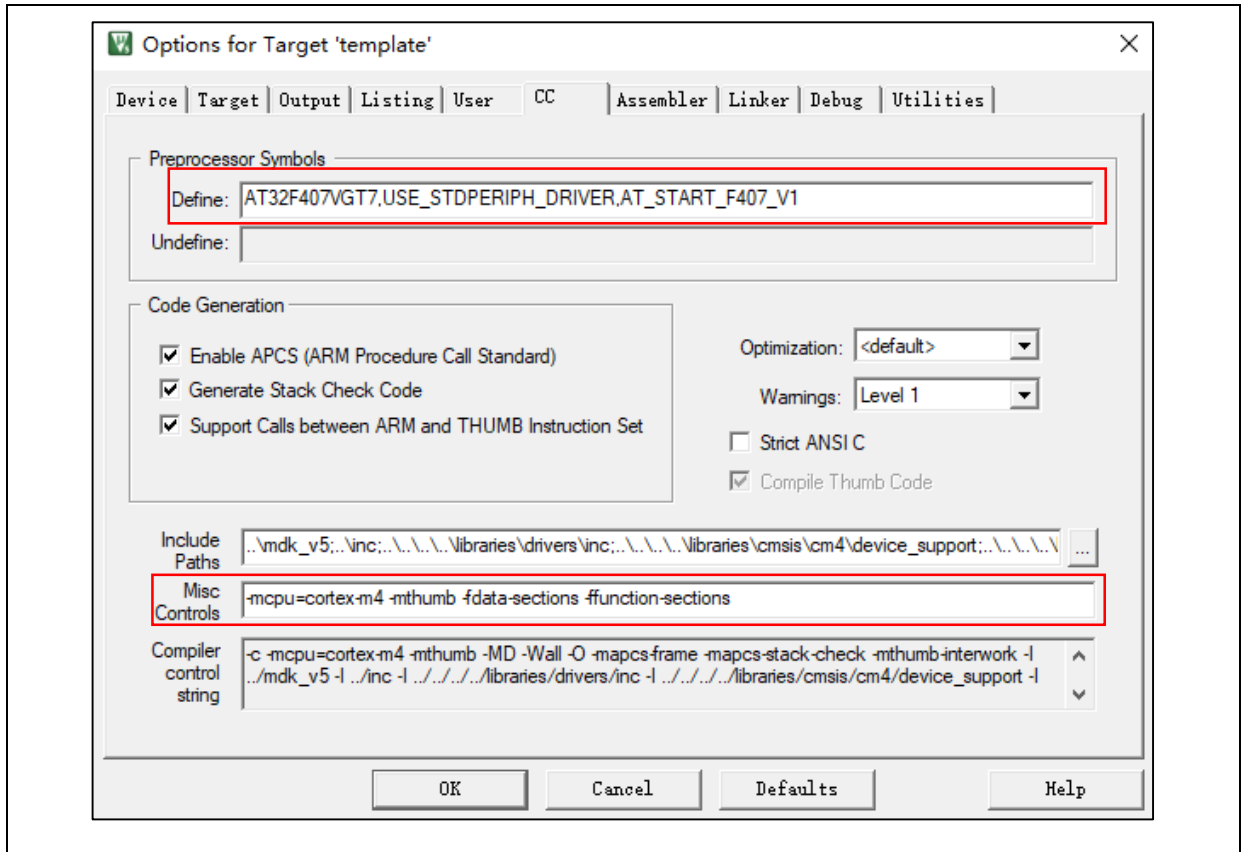 Options for Target 'template'
Device Target Output Listing User CC Assembler Linker Debug Utilities
Preprocessor Symbols
Define: AT32F407VGT7,USE_STDPERIPH_DRIVER,AT_START_F407_V1
Undefine:
Code Generation
Enable APCS (ARM Procedure Call Standard)
Generate Stack Check Code
Support Calls between ARM and THUMB Instruction Set
Optimization: <default>
Warnings: Level 1
Strict ANSI C
Compile Thumb Code
Include Paths
..\mdk_v5;..\inc;..\..\..\..\libraries\drivers\inc;..\..\..\..\libraries\cmsis\cm4\device_support;..\..\..\..\ ...
Misc Controls
-mcpu=cortex-m4 -mthumb -fdata-sections -ffunction-sections
Compiler control string
-c -mcpu=cortex-m4 -mthumb -MD -Wall -O -mapcs-frame -mapcs-stack-check -mthumb-interwork -I
../mdk_v5 -I ../inc -I ../../../../libraries/drivers/inc -I ../../../../libraries/cmsis/cm4/device_support -I
OK Cancel Defaults Help